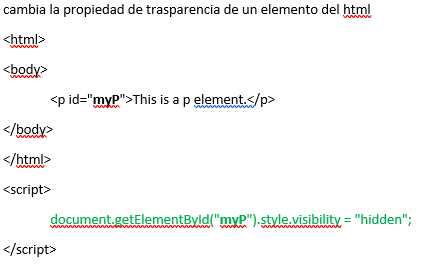 cambia la propiedad de trasparencia de un elemento del html
<html>
<body>
<p id="myP">This is a p element.</p>
</body>
</html>
<script>
document.getElementById("myP").style.visibility = "hidden";
</script>